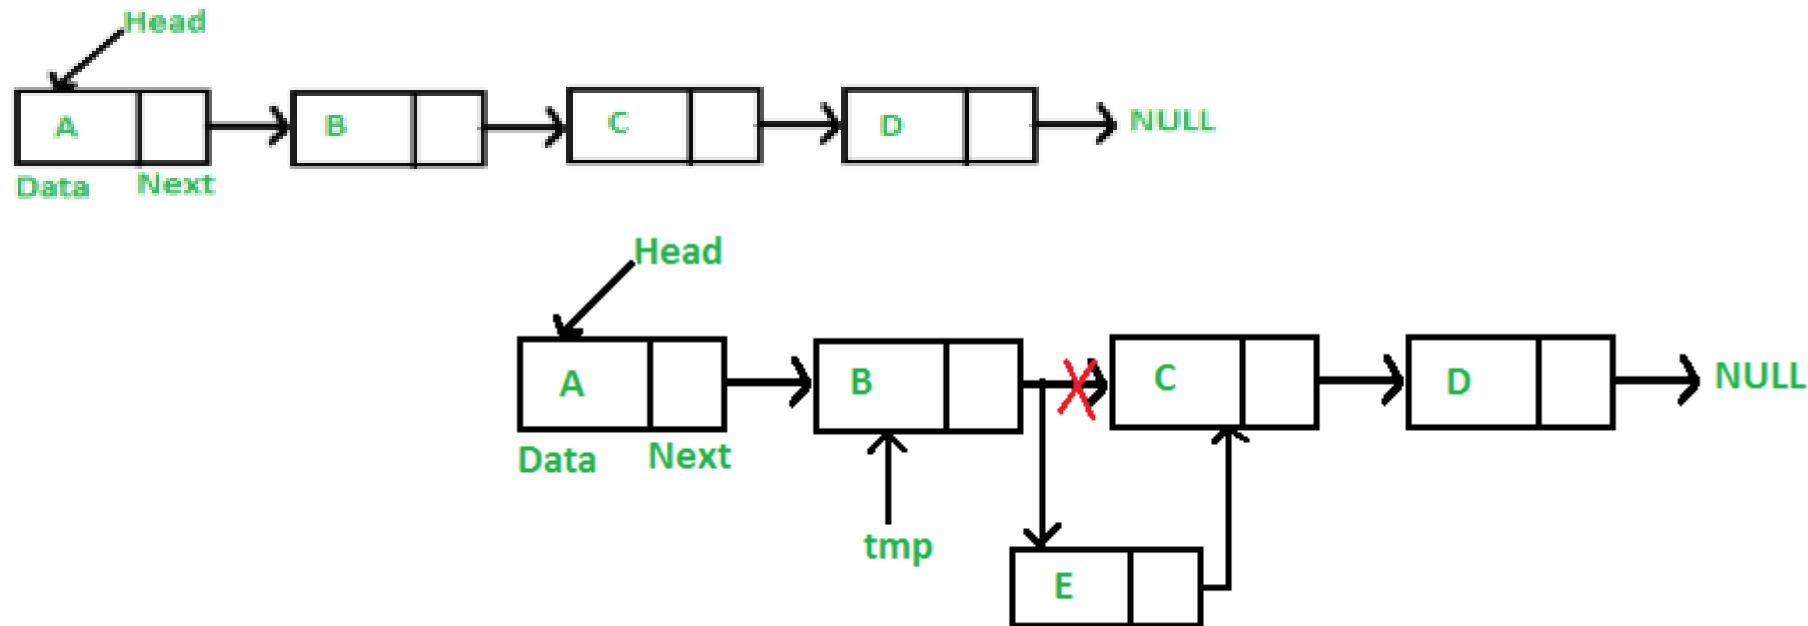 Head
A B C D NULL
Data Next
Head
A B C D NULL
Data Next
tmp
E